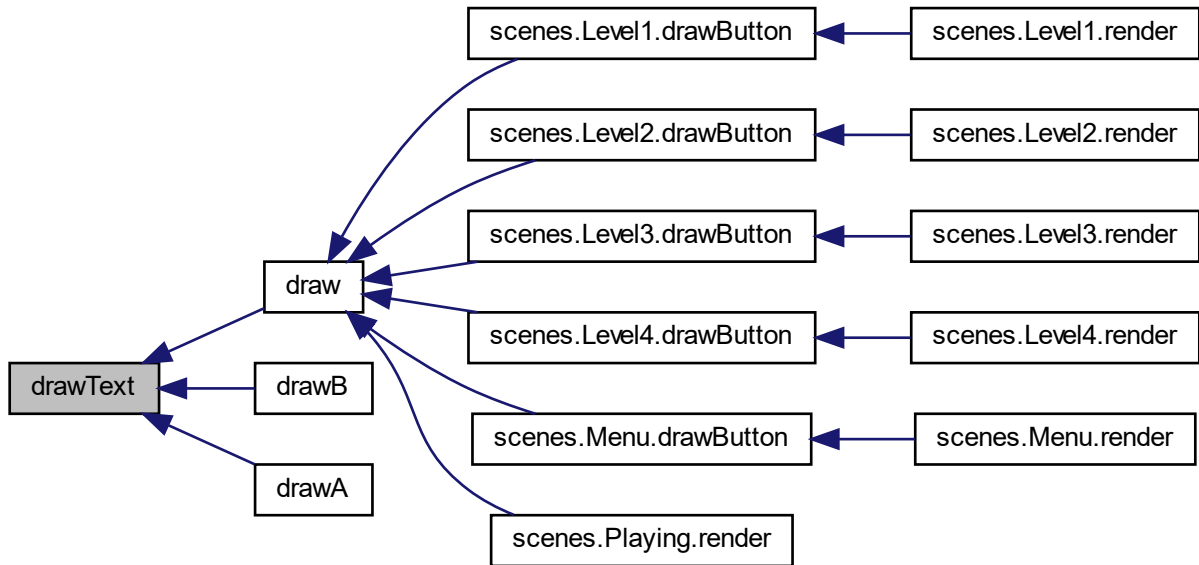 scenes.Level1.drawButton
scenes.Level1.render
scenes.Level2.drawButton
scenes.Level2.render
scenes.Level3.drawButton
scenes.Level3.render
draw
scenes.Level4.drawButton
scenes.Level4.render
drawText
drawB
scenes.Menu.drawButton
scenes.Menu.render
drawA
scenes.Playing.render